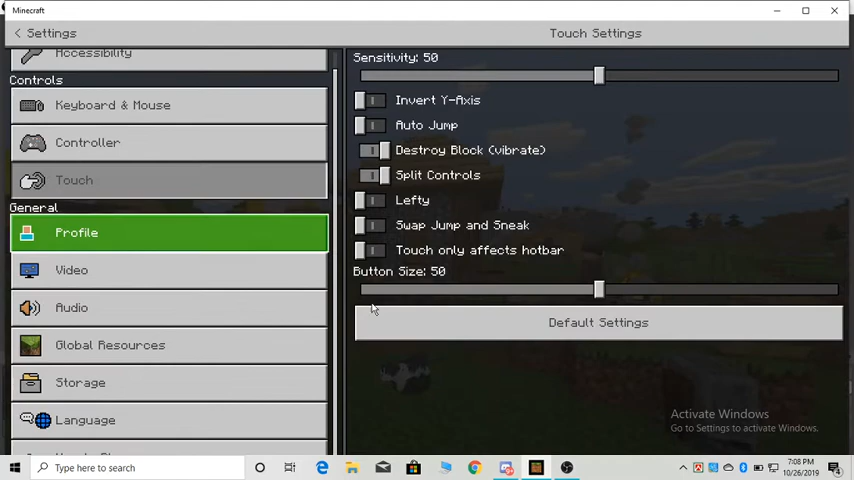 Minecraft
Settings
Touch Settings
Accessibility
Controls
Keyboard & Mouse
Controller
Touch
General
Profile
Video
Audio
Global Resources
Storage
Language
Sensitivity: 50
Invert Y-Axis
Auto Jump
Destroy Block (vibrate)
Split Controls
Lefty
Swap Jump and Sneak
Touch only affects hotbar
Button Size: 50
Default Settings
Activate Windows
Go to Settings to activate Windows.
Type here to search
7:08 PM
10/26/2019